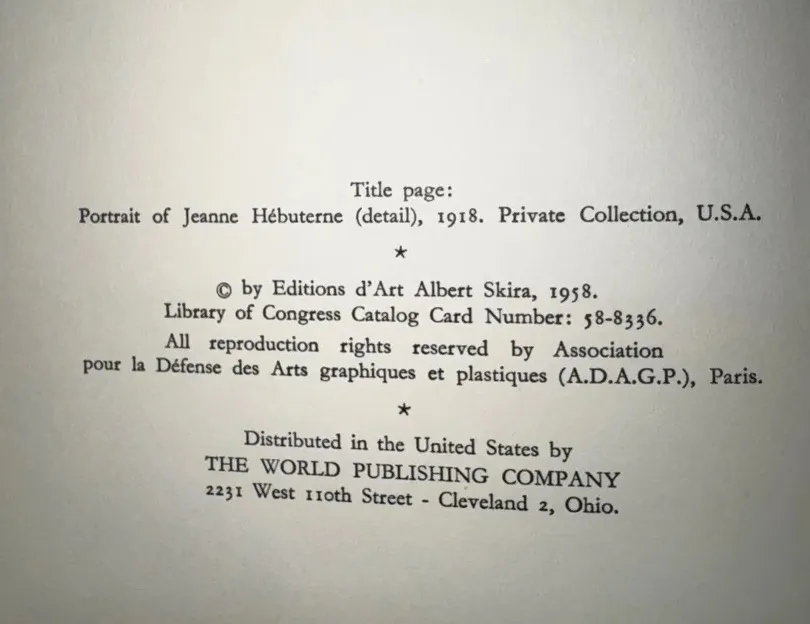 Title page:
Portrait of Jeanne Hébuterne (detail), 1918. Private Collection, U.S.A.
★
© by Editions d'Art Albert Skira, 1958.
Library of Congress Catalog Card Number: 58-8336.
All reproduction rights reserved by Association
pour la Défense des Arts graphiques et plastiques (A.D.A.G.P.), Paris.
★
Distributed in the United States by
THE WORLD PUBLISHING COMPANY
2231 West 110th Street - Cleveland 2, Ohio.